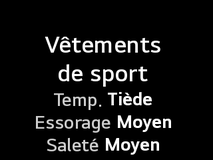 Vêtements
de sport
Temp. Tiède
Essorage Moyen
Saleté Moyen